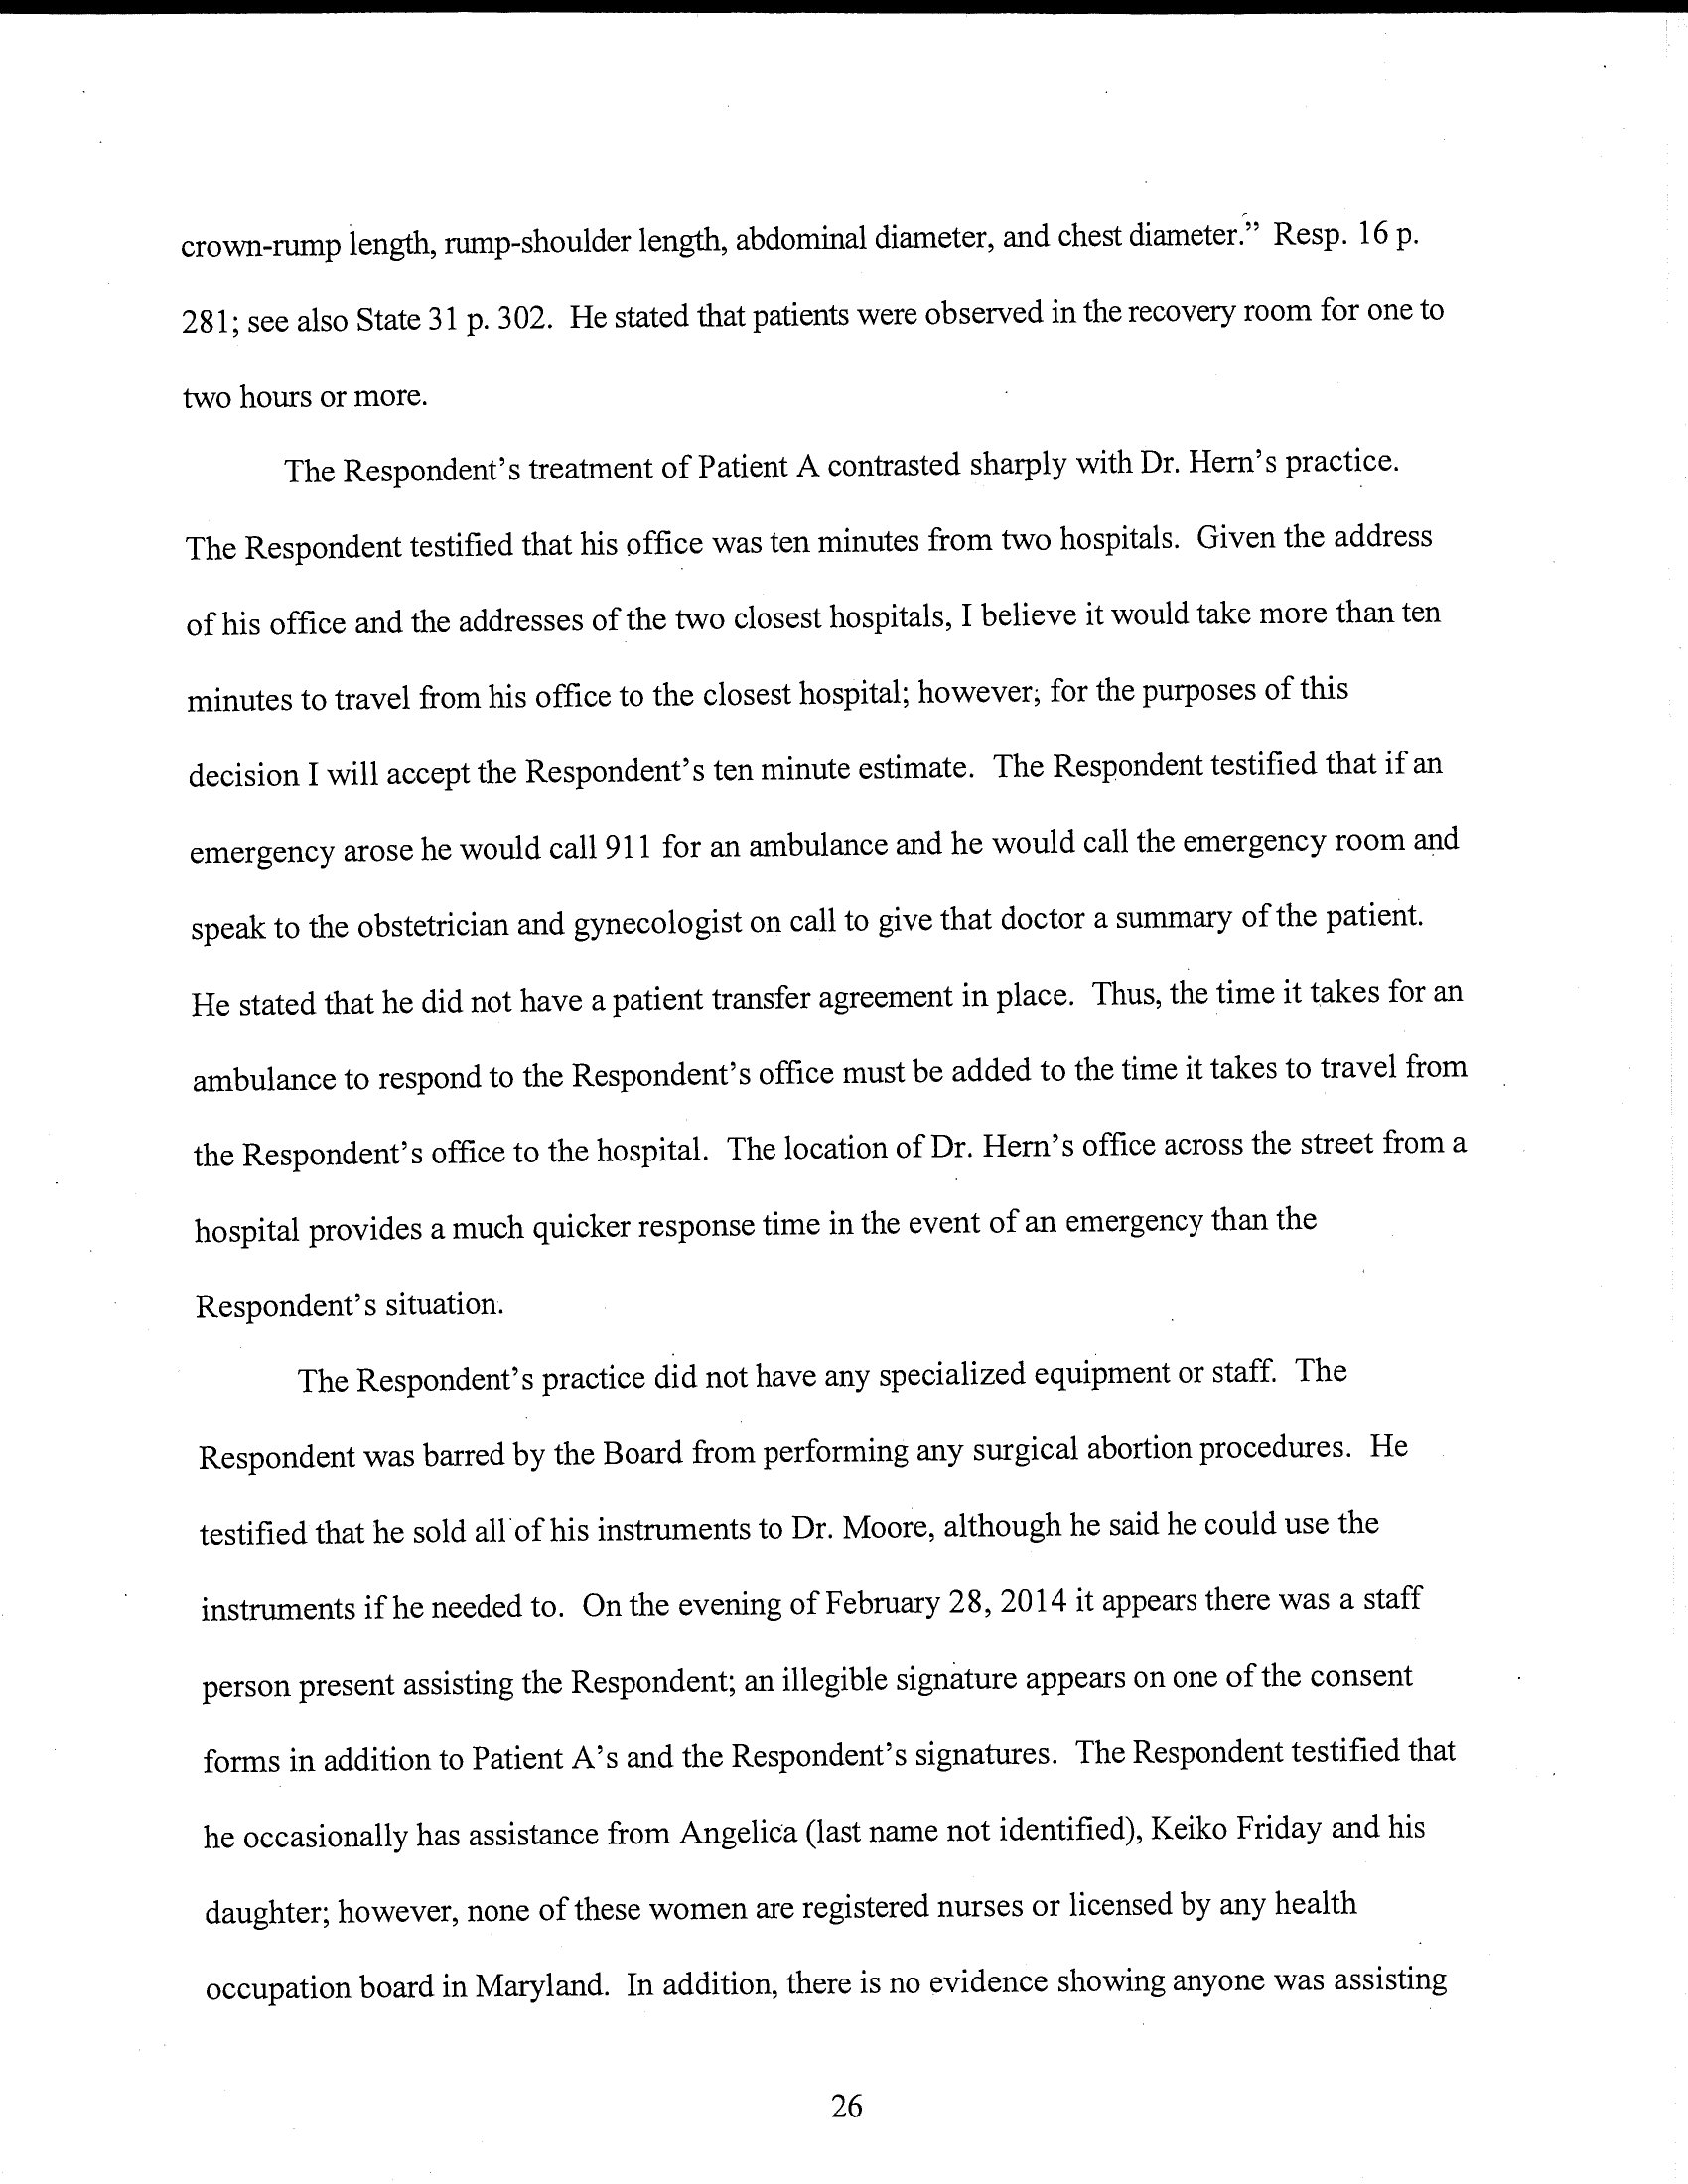 crown-rump length, rump-shoulder length, abdominal diameter, and chest diameter.” Resp. 16 p.
281; see also State 31 p. 302. He stated that patients were observed in the recovery room for one to
two hours or more.
The Respondent’s treatment of Patient A contrasted sharply with Dr. Hern’s practice.
The Respondent testified that his office was ten minutes from two hospitals. Given the address
of his office and the addresses of the two closest hospitals, I believe it would take more than ten
minutes to travel from his office to the closest hospital; however, for the purposes of this
decision I will accept the Respondent’s ten minute estimate. The Respondent testified that if an
emergency arose he would call 911 for an ambulance and he would call the emergency room and
speak to the obstetrician and gynecologist on call to give that doctor a summary of the patient.
He stated that he did not have a patient transfer agreement in place. Thus, the time it takes for an
ambulance to respond to the Respondent’s office must be added to the time it takes to travel from
the Respondent’s office to the hospital. The location of Dr. Hern’s office across the street from a
hospital provides a much quicker response time in the event of an emergency than the
Respondent’s situation.
The Respondent’s practice did not have any specialized equipment or staff. The
Respondent was barred by the Board from performing any surgical abortion procedures. He
testified that he sold all of his instruments to Dr. Moore, although he said he could use the
instruments if he needed to. On the evening of February 28, 2014 it appears there was a staff
person present assisting the Respondent; an illegible signature appears on one of the consent
forms in addition to Patient A’s and the Respondent’s signatures. The Respondent testified that
he occasionally has assistance from Angelica (last name not identified), Keiko Friday and his
daughter; however, none of these women are registered nurses or licensed by any health
occupation board in Maryland. In addition, there is no evidence showing anyone was assisting
26